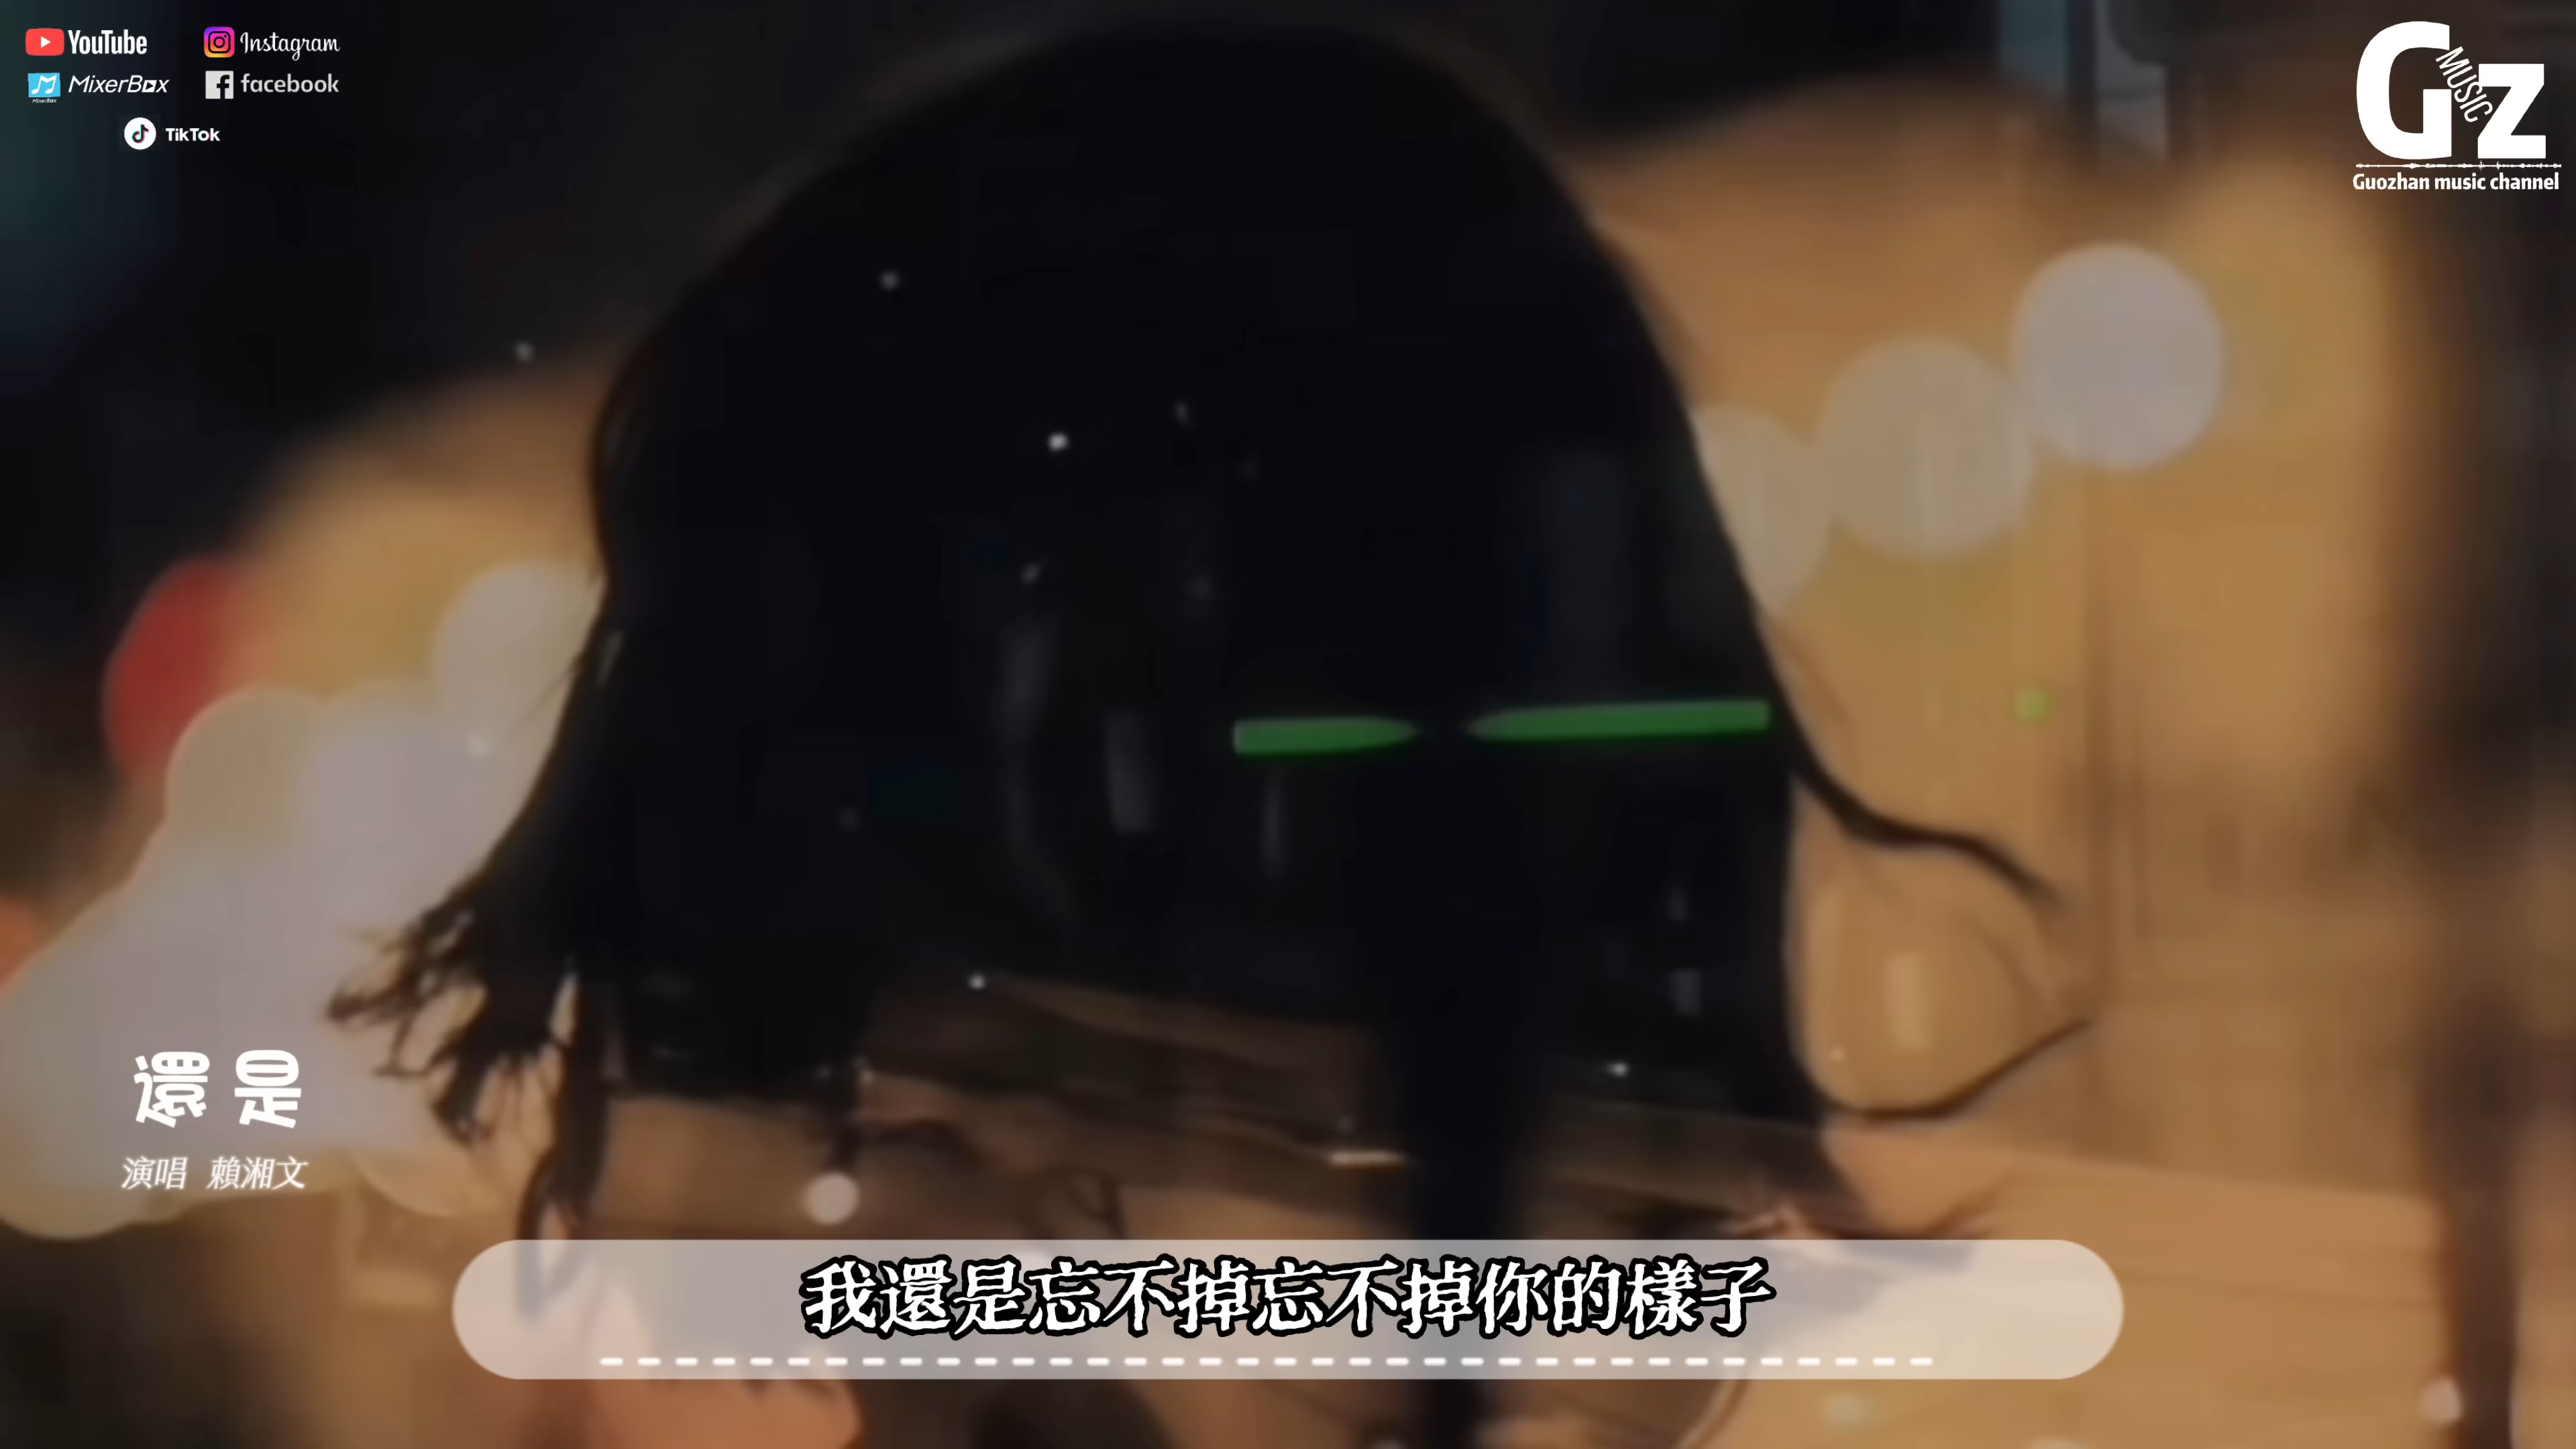 YouTube
Instagram
MixerBox
facebook
MixerBox
TikTok
GZ
MUSIC
Guozhan music channel
還是
演唱 賴湘文
我還是忘不掉忘不掉你的樣子